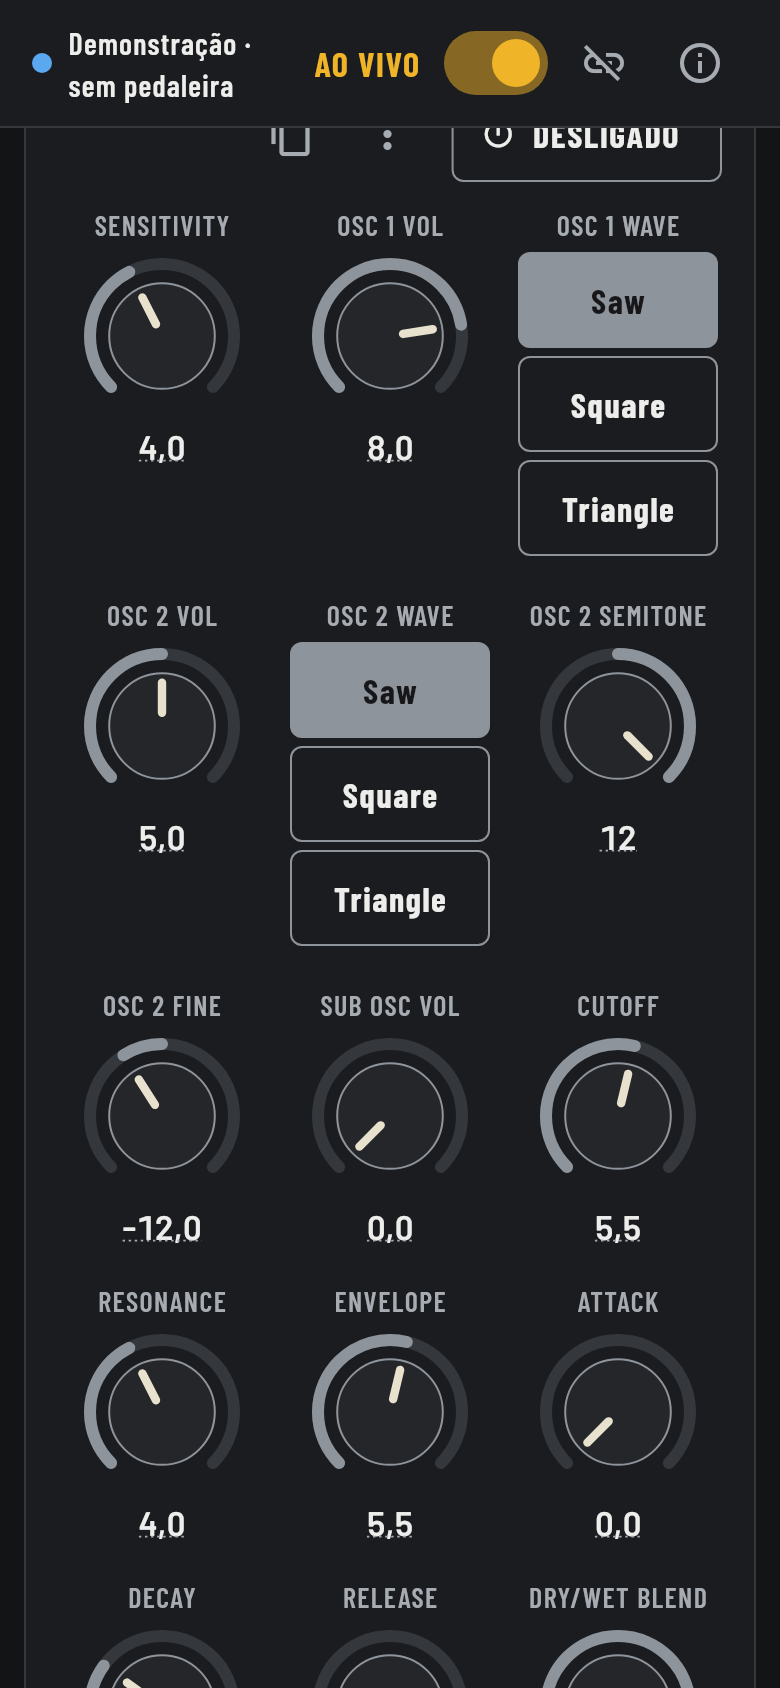 Demonstração ·
sem pedaleira
AO VIVO
DESLIGADO
SENSITIVITY
OSC 1 VOL
OSC 1 WAVE
Saw
4,0
8,0
Square
Triangle
OSC 2 VOL
OSC 2 WAVE
OSC 2 SEMITONE
Saw
Square
5,0
12
Triangle
OSC 2 FINE
SUB OSC VOL
CUTOFF
-12,0
0,0
5,5
RESONANCE
ENVELOPE
ATTACK
4,0
5,5
0,0
DECAY
RELEASE
DRY/WET BLEND